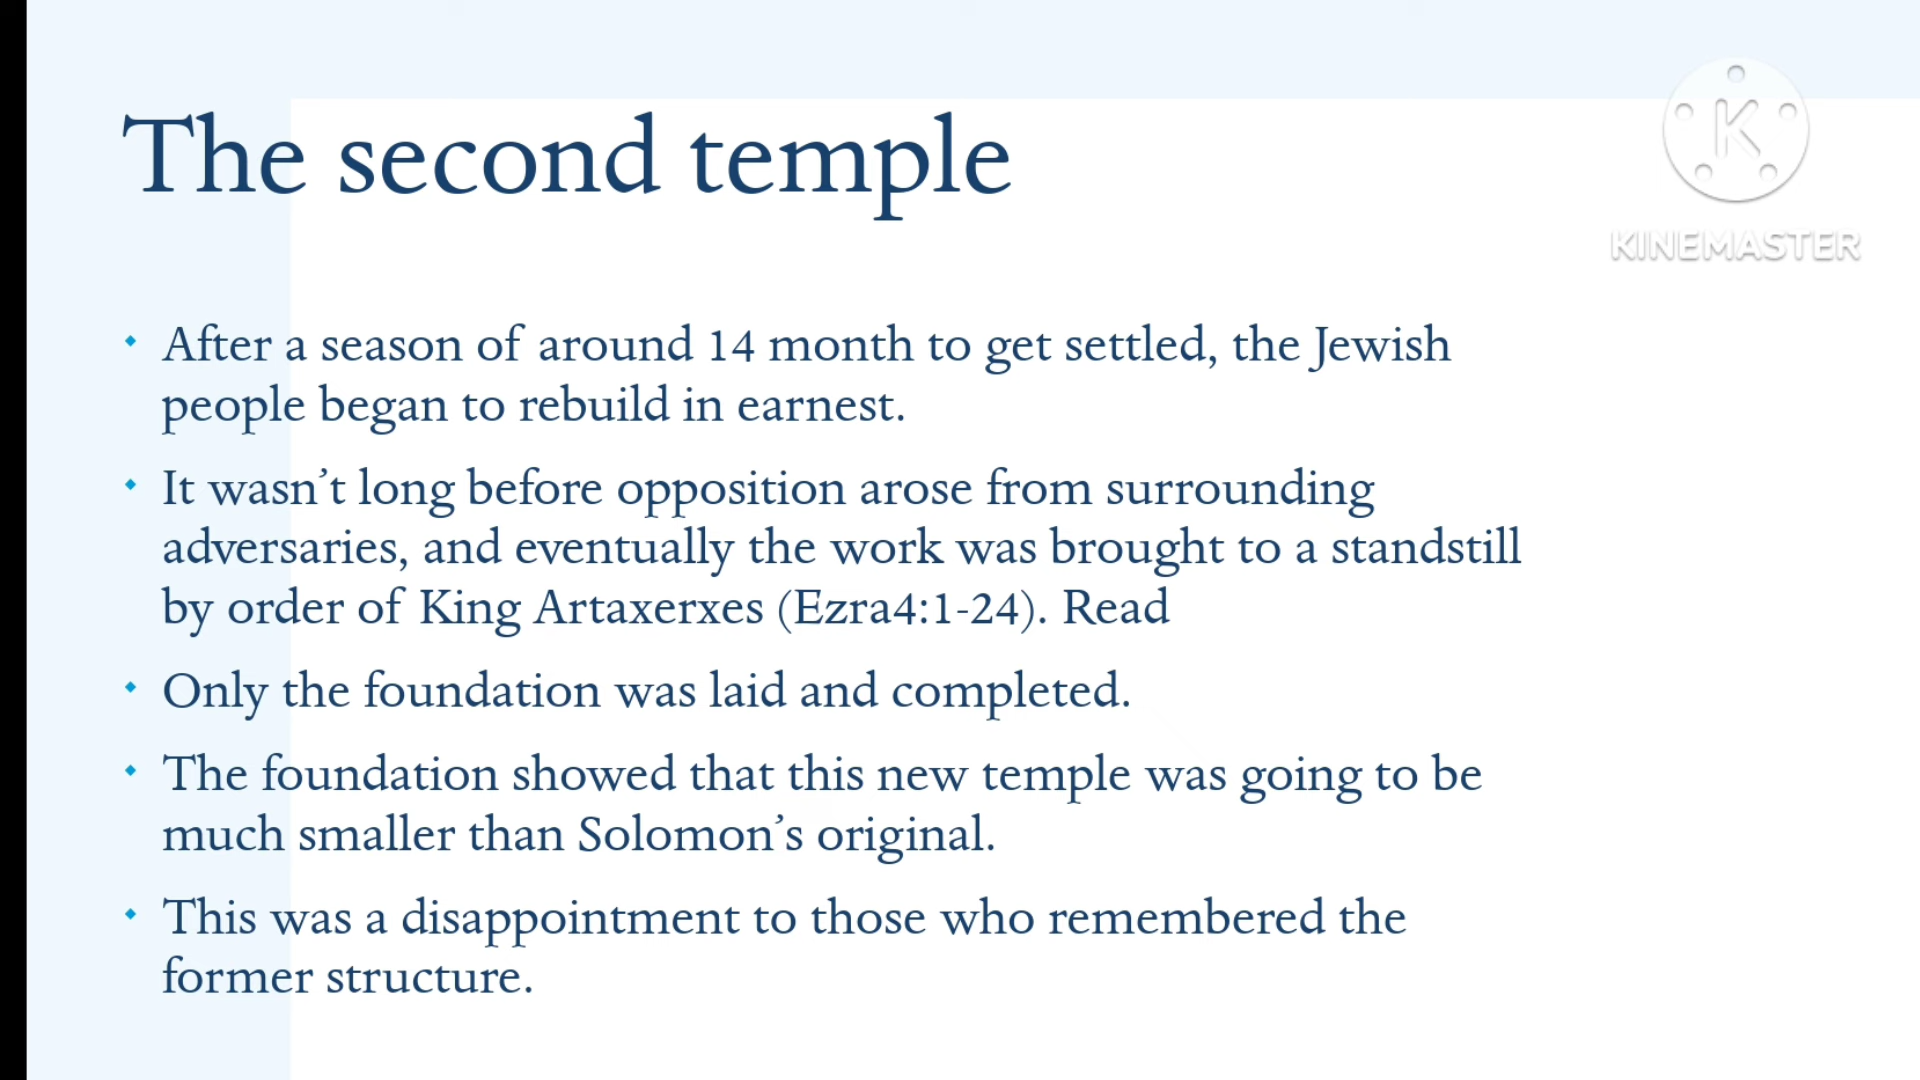 The second temple
K
KINEMASTER
After a season of around 14 month to get settled, the Jewish
people began to rebuild in earnest.
It wasn’t long before opposition arose from surrounding
adversaries, and eventually the work was brought to a standstill
by order of King Artaxerxes (Ezra4:1-24). Read
Only the foundation was laid and completed.
The foundation showed that this new temple was going to be
much smaller than Solomon’s original.
This was a disappointment to those who remembered the
former structure.